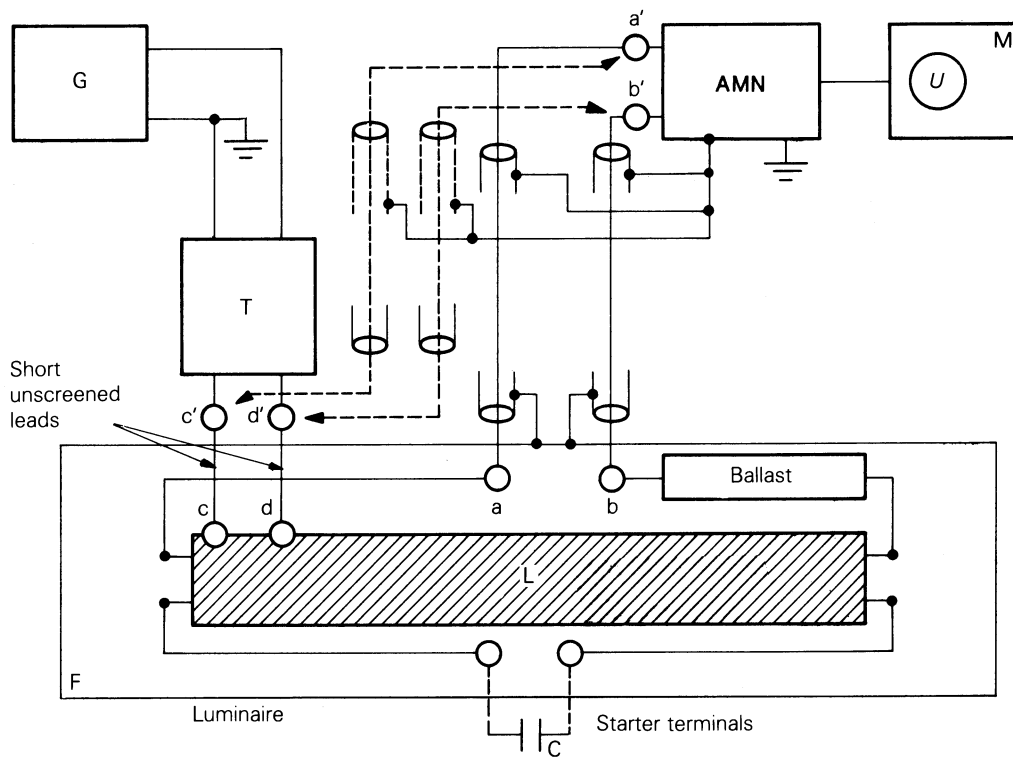 G
a'
AMN
M
U
b'
T
Short
unscreened
leads
c'
d'
Ballast
c
d
a
b
L
F
Luminaire
Starter terminals
C